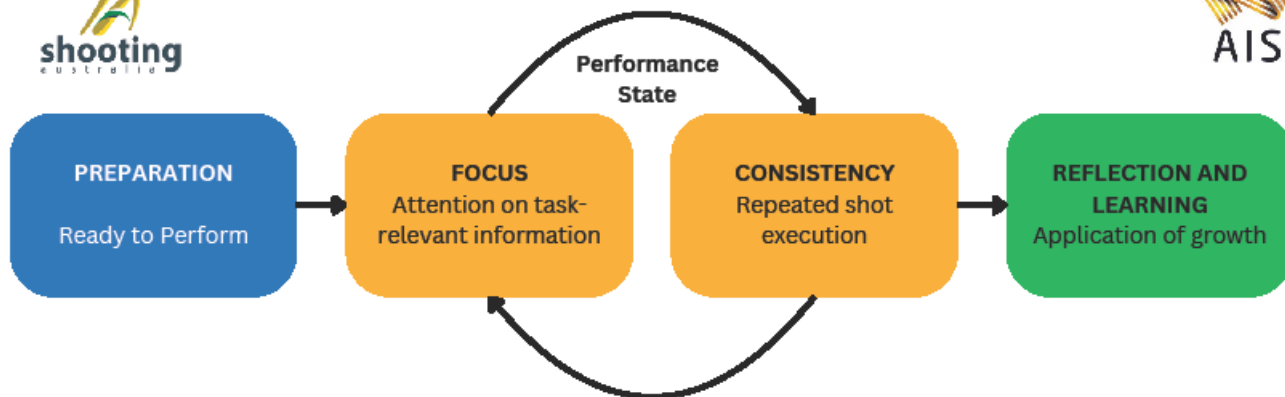 shooting
australia
AIS
Performance
State
PREPARATION
Ready to Perform
FOCUS
Attention on task-
relevant information
CONSISTENCY
Repeated shot
execution
REFLECTION AND
LEARNING
Application of growth